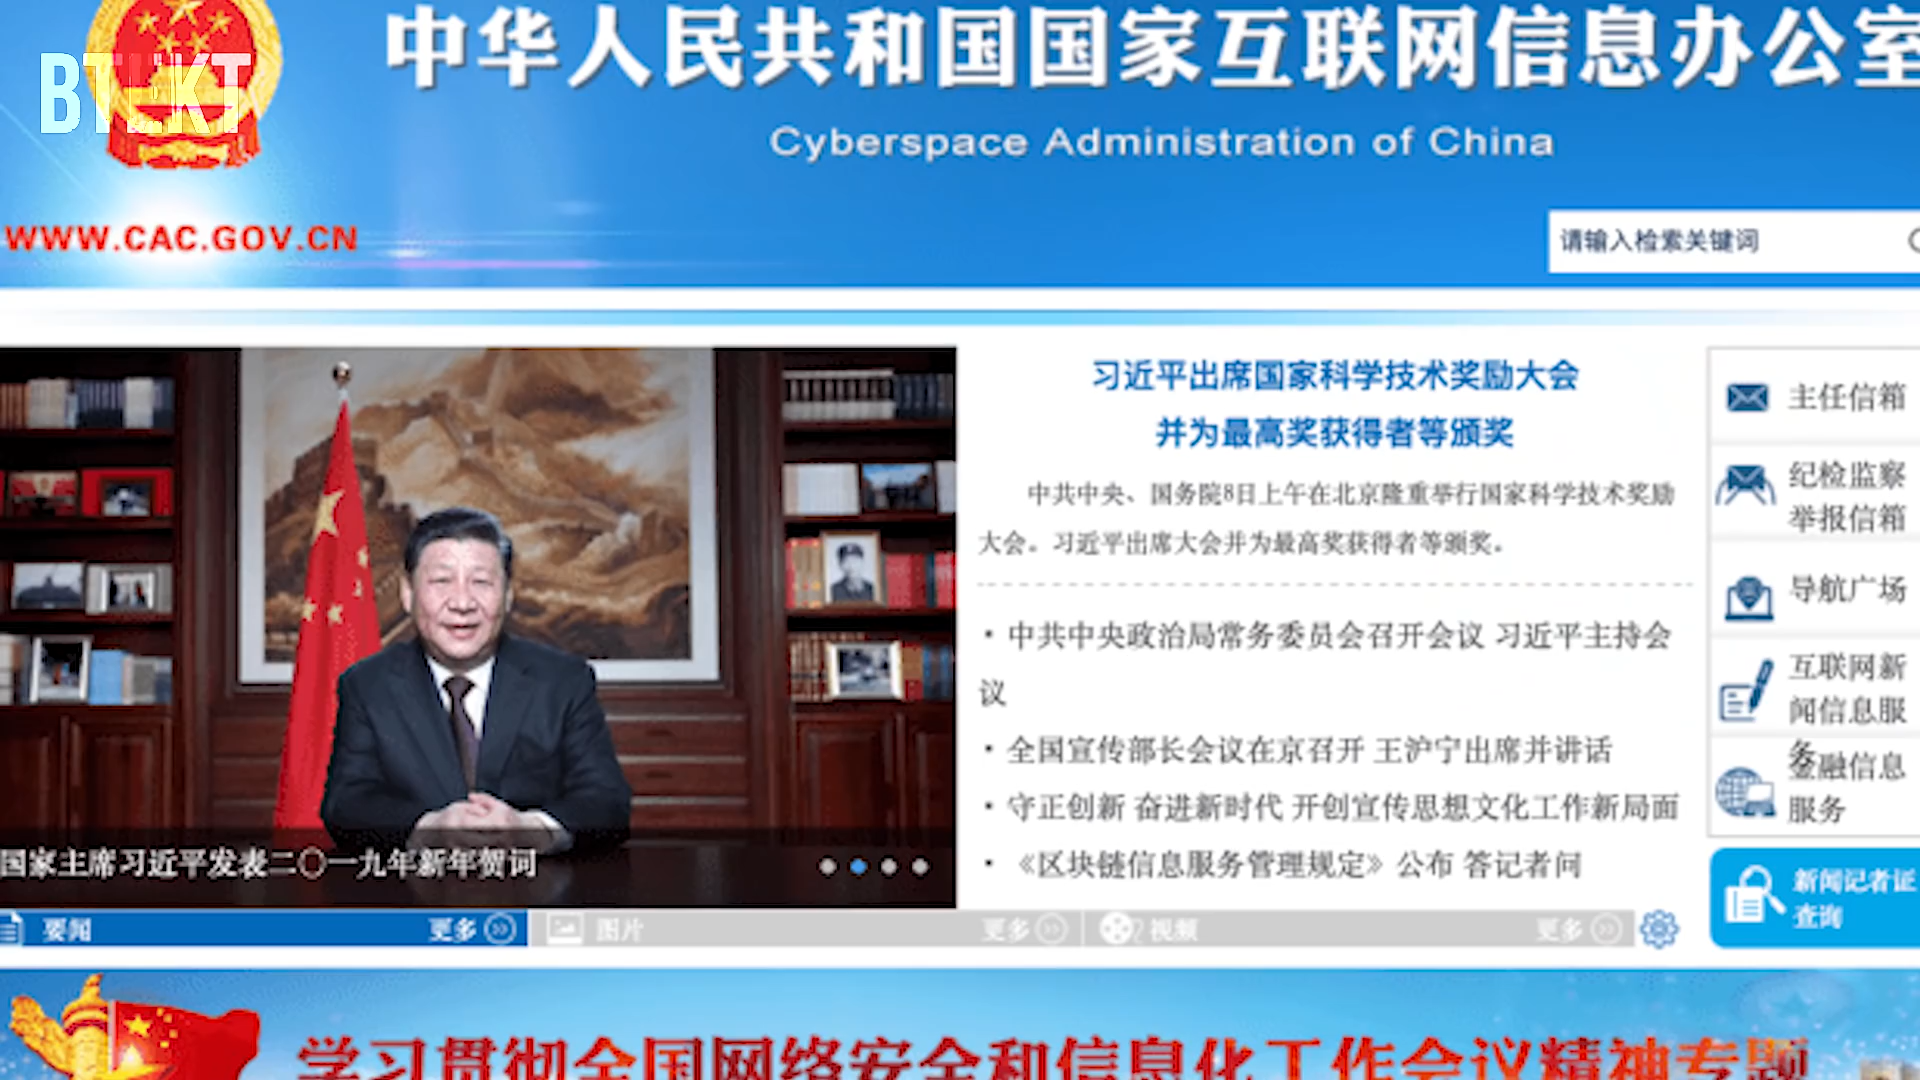 BTEKT
中华人民共和国国家互联网信息办公室
Cyberspace Administration of China
WWW.CAC.GOV.CN
请输入检索关键词
习近平出席国家科学技术奖励大会
并为最高奖获得者等颁奖
中共中央、国务院8日上午在北京隆重举行国家科学技术奖励
大会。习近平出席大会并为最高奖获得者等颁奖。
· 中共中央政治局常务委员会召开会议 习近平主持会
议
· 全国宣传部长会议在京召开 王沪宁出席并讲话
· 守正创新 奋进新时代 开创宣传思想文化工作新局面
· 《区块链信息服务管理规定》公布 答记者问
国家主席习近平发表二〇一九年新年贺词
主任信箱
纪检监察
举报信箱
导航广场
互联网新
闻信息服
务
金融信息
服务
新闻记者证
查询
要闻 更多
图片 更多
视频 更多
学习贯彻全国网络安全和信息化工作会议精神专题